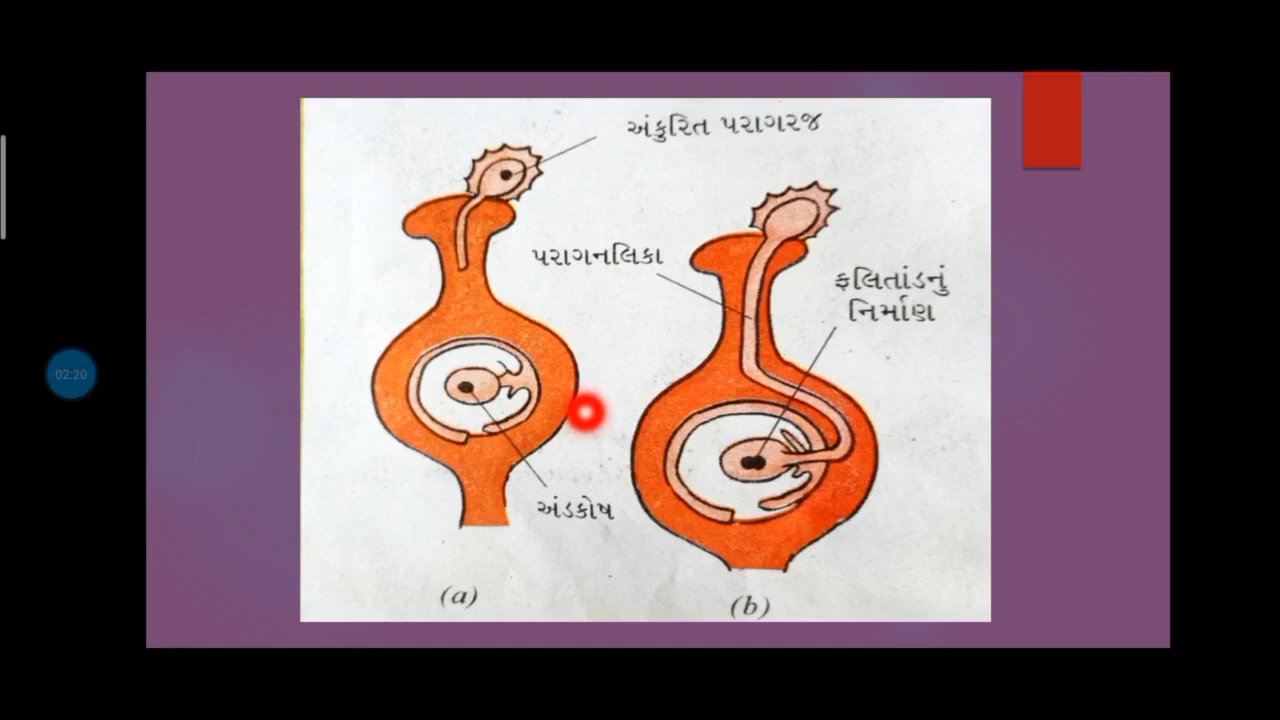 અંકુરિત પરાગરજ
પરાગનલિકા
ફલિતાંડનું
નિર્માણ
02:20
અંડકોષ
(a)
(b)